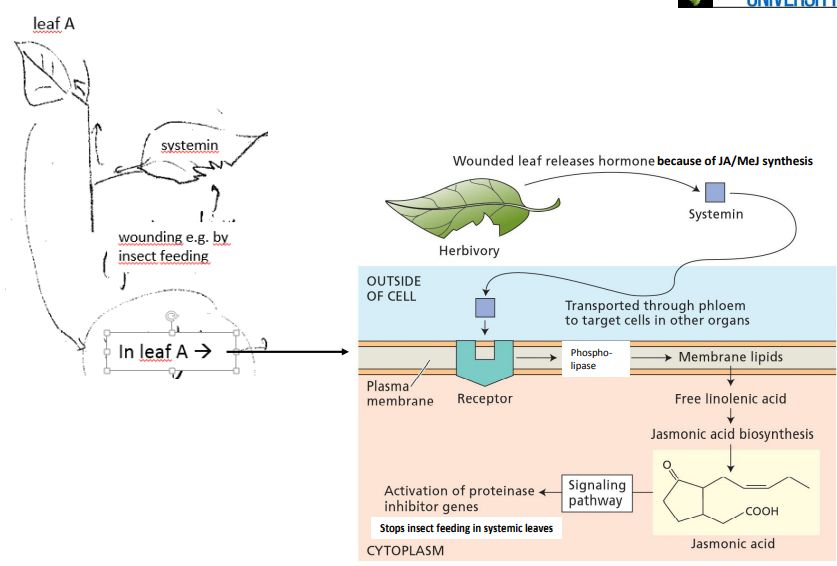 UNIVERSITY
leaf A
systemin
wounding e.g. by
insect feeding
In leaf A →
Wounded leaf releases hormone because of JA/MeJ synthesis
Systemin
Herbivory
OUTSIDE
OF CELL
Transported through phloem
to target cells in other organs
Phospho-
lipase
Membrane lipids
Plasma
membrane
Receptor
Free linolenic acid
Jasmonic acid biosynthesis
O
COOH
Jasmonic acid
Signaling
pathway
Activation of proteinase
inhibitor genes
Stops insect feeding in systemic leaves
CYTOPLASM